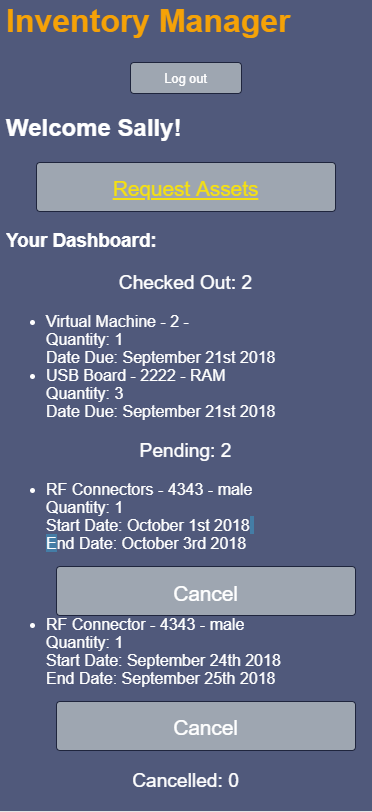 Inventory Manager
Log out
Welcome Sally!
Request Assets
Your Dashboard:
Checked Out: 2
Virtual Machine - 2 -
Quantity: 1
Date Due: September 21st 2018
USB Board - 2222 - RAM
Quantity: 3
Date Due: September 21st 2018
Pending: 2
RF Connectors - 4343 - male
Quantity: 1
Start Date: October 1st 2018
End Date: October 3rd 2018
Cancel
RF Connector - 4343 - male
Quantity: 1
Start Date: September 24th 2018
End Date: September 25th 2018
Cancel
Cancelled: 0